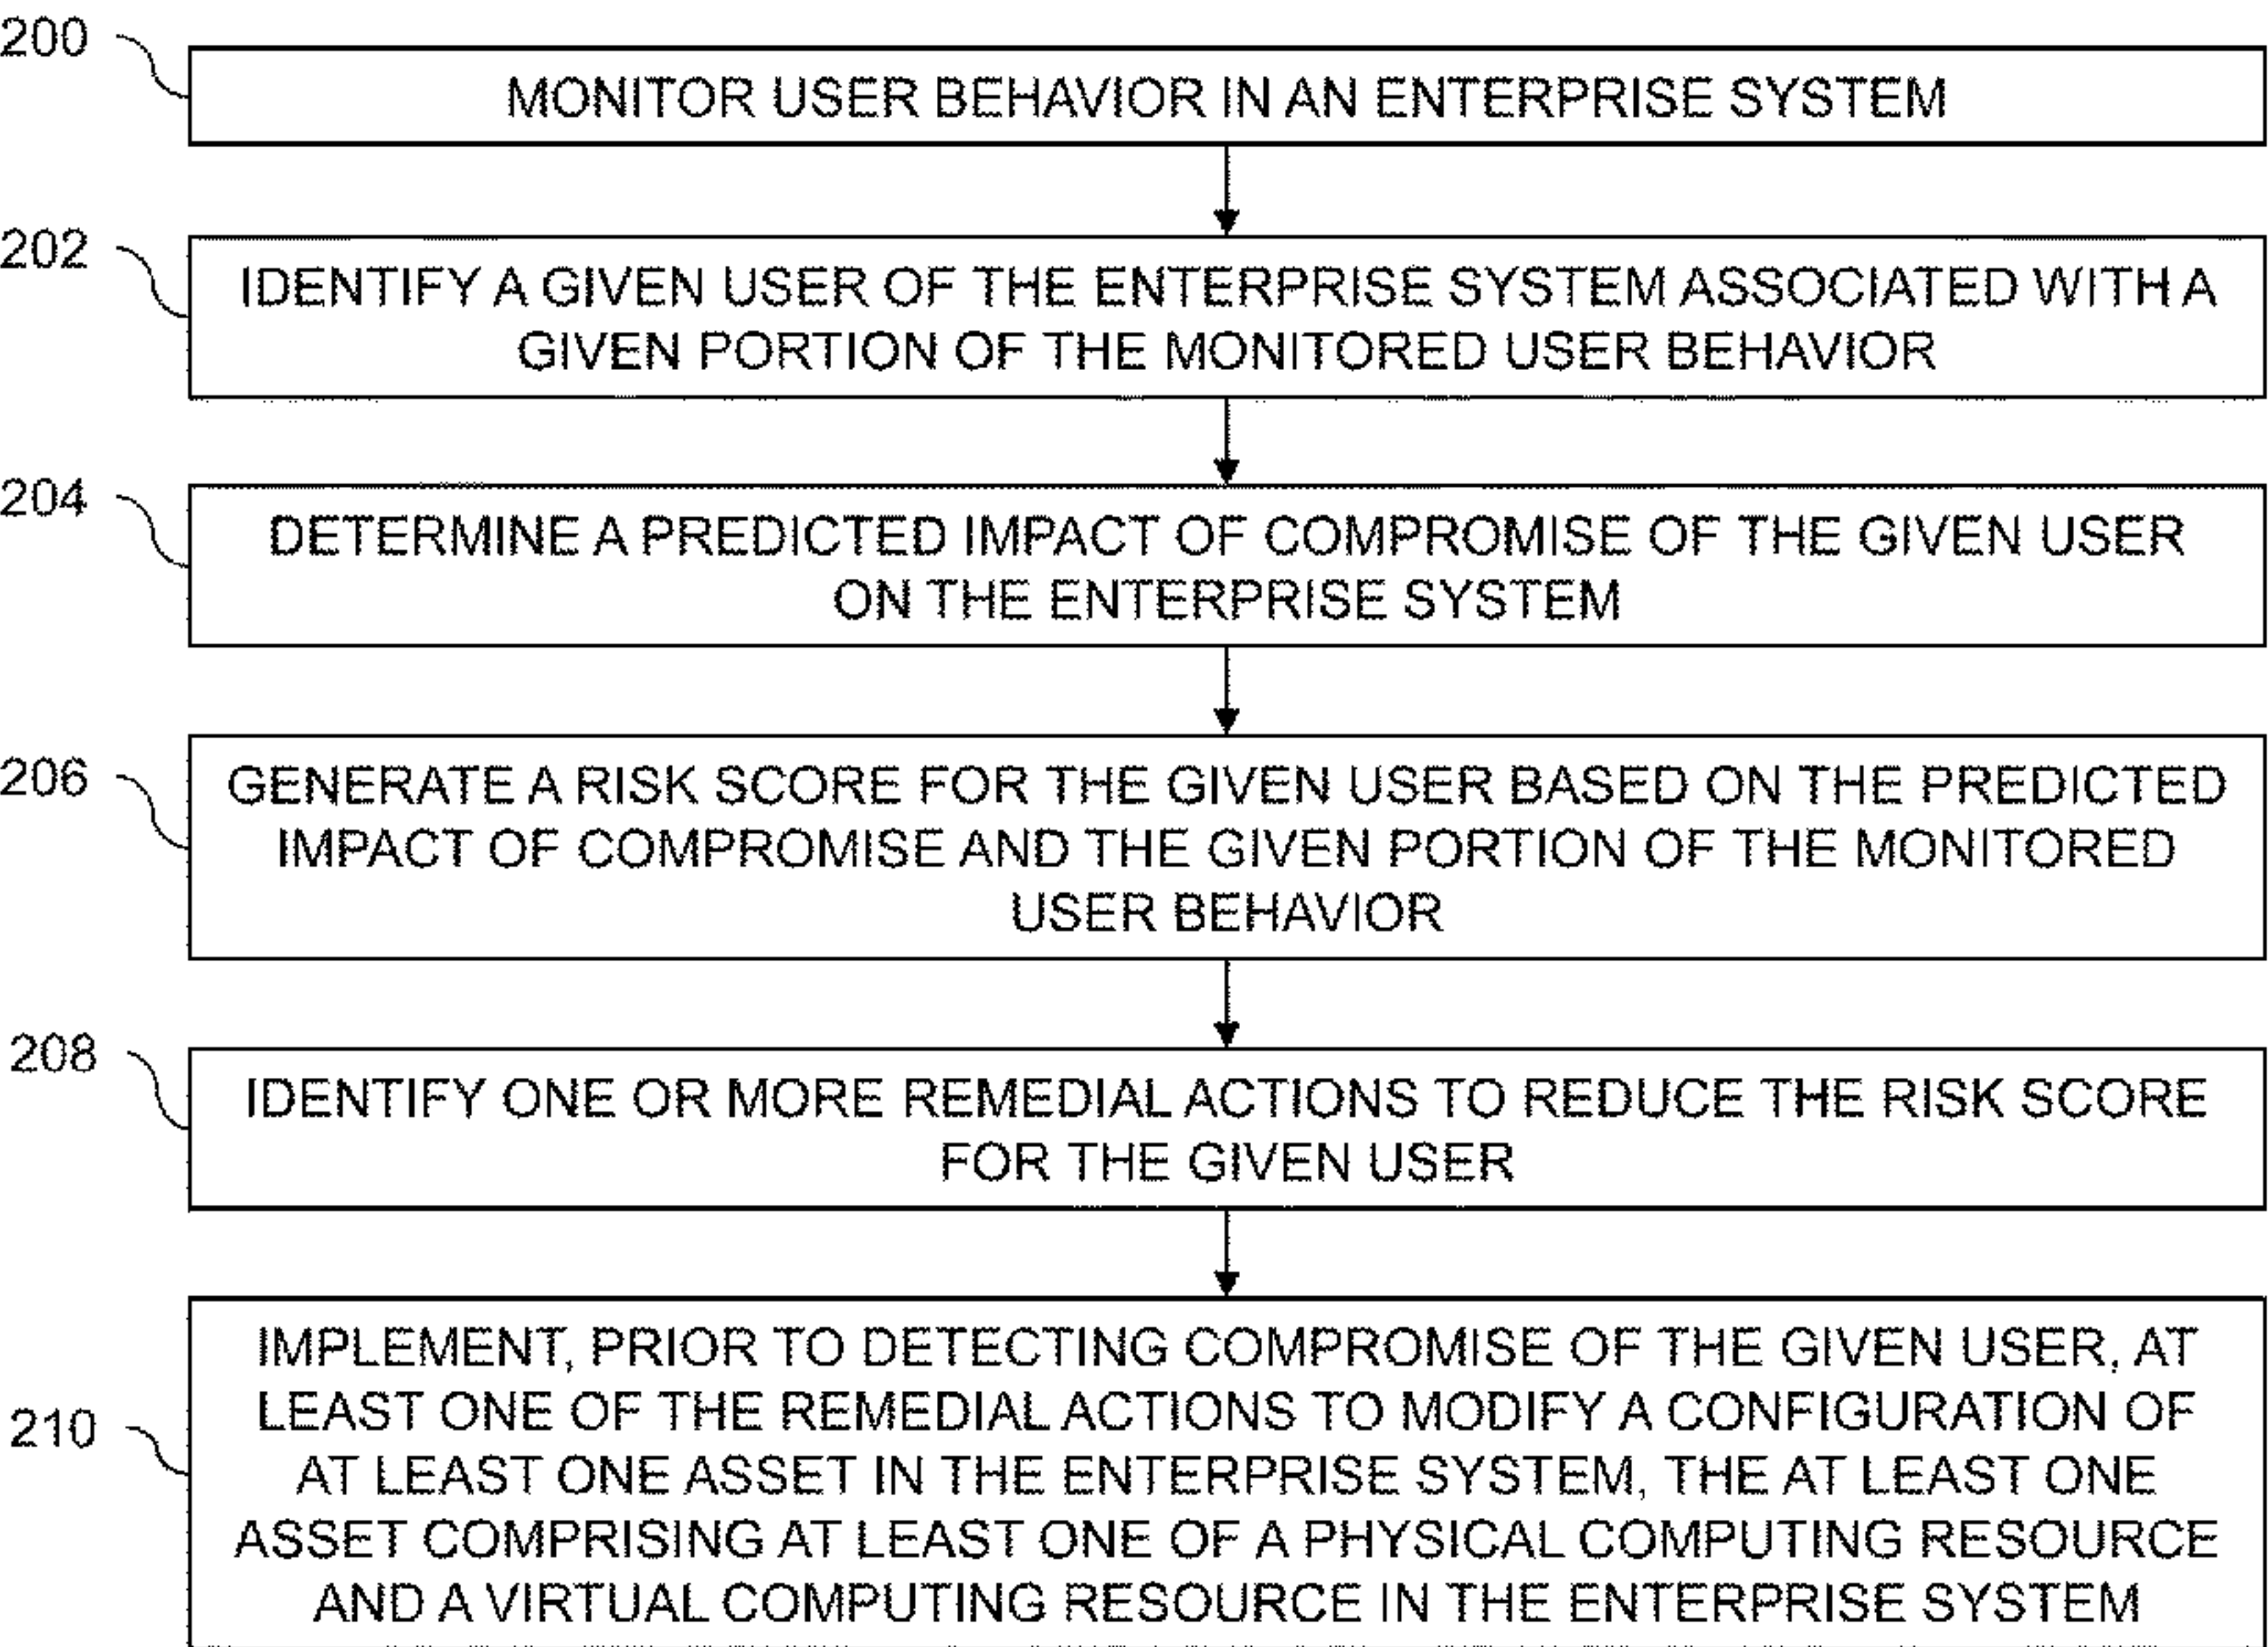 200
MONITOR USER BEHAVIOR IN AN ENTERPRISE SYSTEM
202
IDENTIFY A GIVEN USER OF THE ENTERPRISE SYSTEM ASSOCIATED WITH A
GIVEN PORTION OF THE MONITORED USER BEHAVIOR
204
DETERMINE A PREDICTED IMPACT OF COMPROMISE OF THE GIVEN USER
ON THE ENTERPRISE SYSTEM
206
GENERATE A RISK SCORE FOR THE GIVEN USER BASED ON THE PREDICTED
IMPACT OF COMPROMISE AND THE GIVEN PORTION OF THE MONITORED
USER BEHAVIOR
208
IDENTIFY ONE OR MORE REMEDIAL ACTIONS TO REDUCE THE RISK SCORE
FOR THE GIVEN USER
210
IMPLEMENT, PRIOR TO DETECTING COMPROMISE OF THE GIVEN USER, AT
LEAST ONE OF THE REMEDIAL ACTIONS TO MODIFY A CONFIGURATION OF
AT LEAST ONE ASSET IN THE ENTERPRISE SYSTEM, THE AT LEAST ONE
ASSET COMPRISING AT LEAST ONE OF A PHYSICAL COMPUTING RESOURCE
AND A VIRTUAL COMPUTING RESOURCE IN THE ENTERPRISE SYSTEM